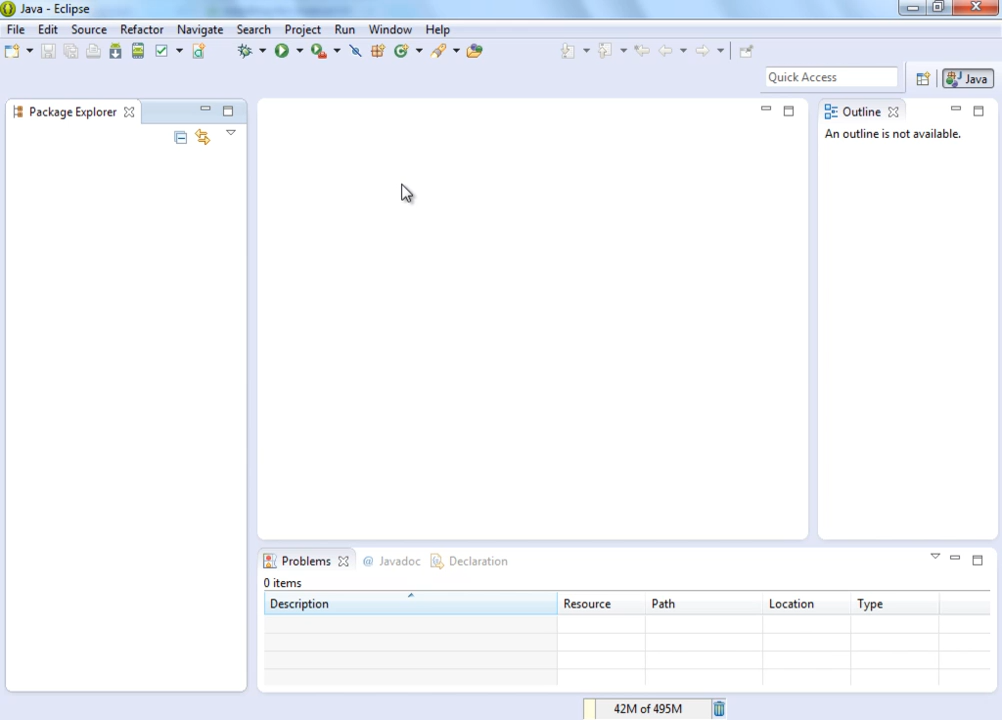 Java - Eclipse
File Edit Source Refactor Navigate Search Project Run Window Help
Quick Access
Java
Package Explorer
Outline
An outline is not available.
Problems @ Javadoc Declaration
0 items
Description Resource Path Location Type
42M of 495M